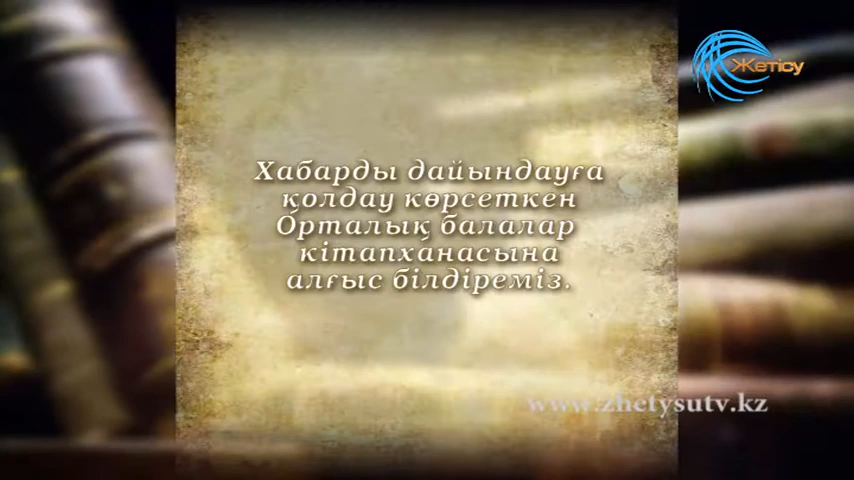 Жетісу
Хабарды дайындауға
қолдау көрсеткен
Орталық балалар
кітапханасына
алғыс білдіреміз.
www.zhetysutv.kz